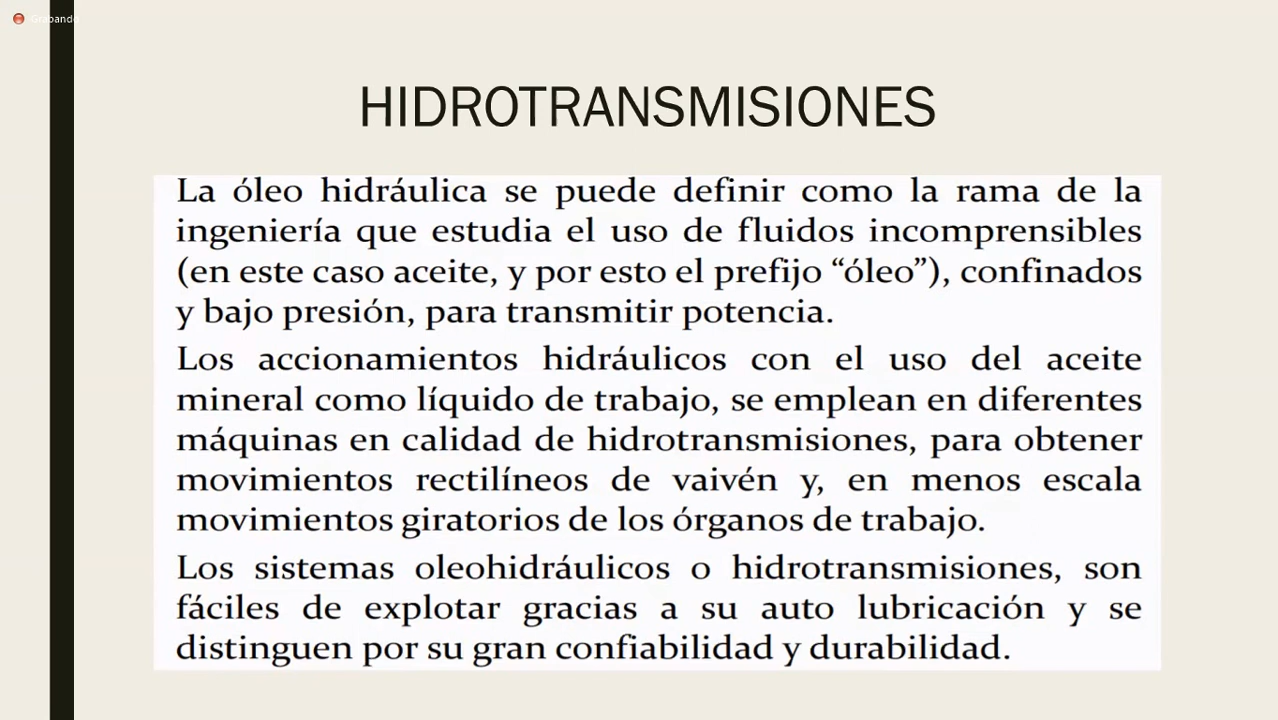 Grabando
HIDROTRANSMISIONES
La óleo hidráulica se puede definir como la rama de la
ingeniería que estudia el uso de fluidos incomprensibles
(en este caso aceite, y por esto el prefijo “óleo”), confinados
y bajo presión, para transmitir potencia.
Los accionamientos hidráulicos con el uso del aceite
mineral como líquido de trabajo, se emplean en diferentes
máquinas en calidad de hidrotransmisiones, para obtener
movimientos rectilíneos de vaivén y, en menos escala
movimientos giratorios de los órganos de trabajo.
Los sistemas oleohidráulicos o hidrotransmisiones, son
fáciles de explotar gracias a su auto lubricación y se
distinguen por su gran confiabilidad y durabilidad.